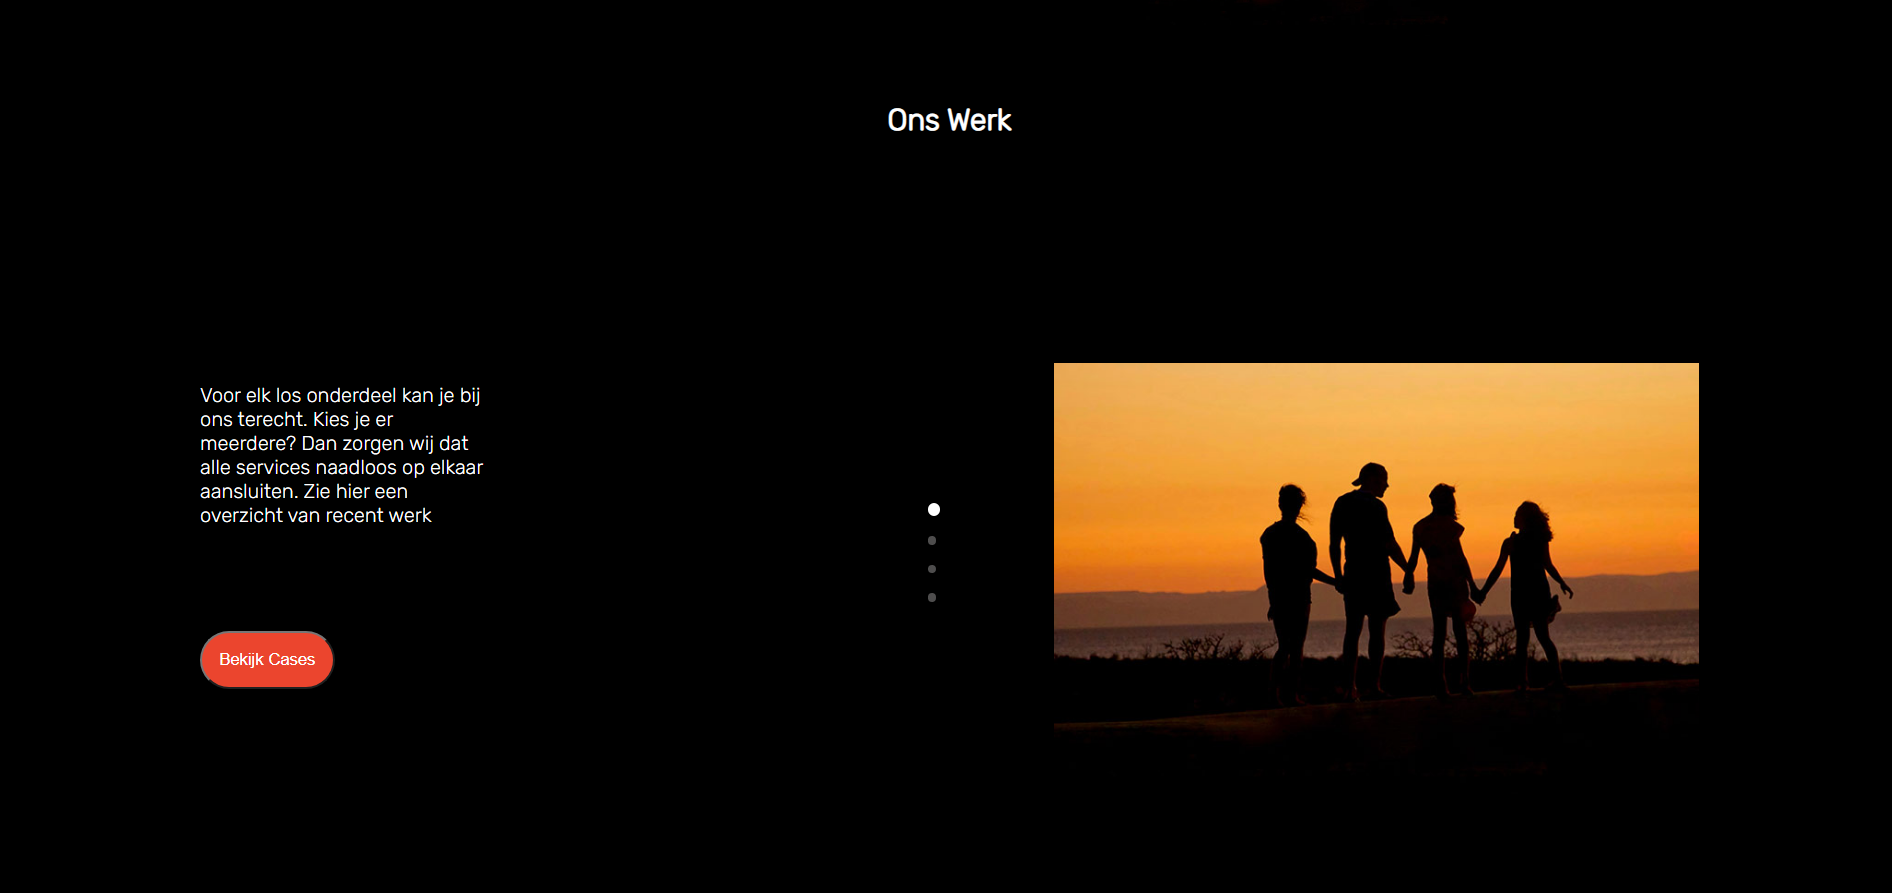 Ons Werk
Voor elk los onderdeel kan je bij
ons terecht. Kies je er
meerdere? Dan zorgen wij dat
alle services naadloos op elkaar
aansluiten. Zie hier een
overzicht van recent werk
Bekijk Cases